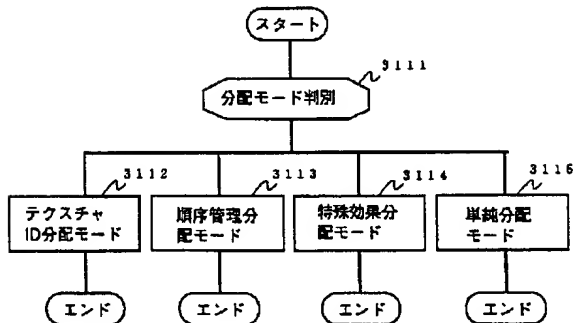 スタート
3111
分配モード判別
3112
3113
3114
3116
テクスチャ
ID分配モード
順序管理分
配モード
特殊効果分
配モード
単純分配
モード
エンド
エンド
エンド
エンド